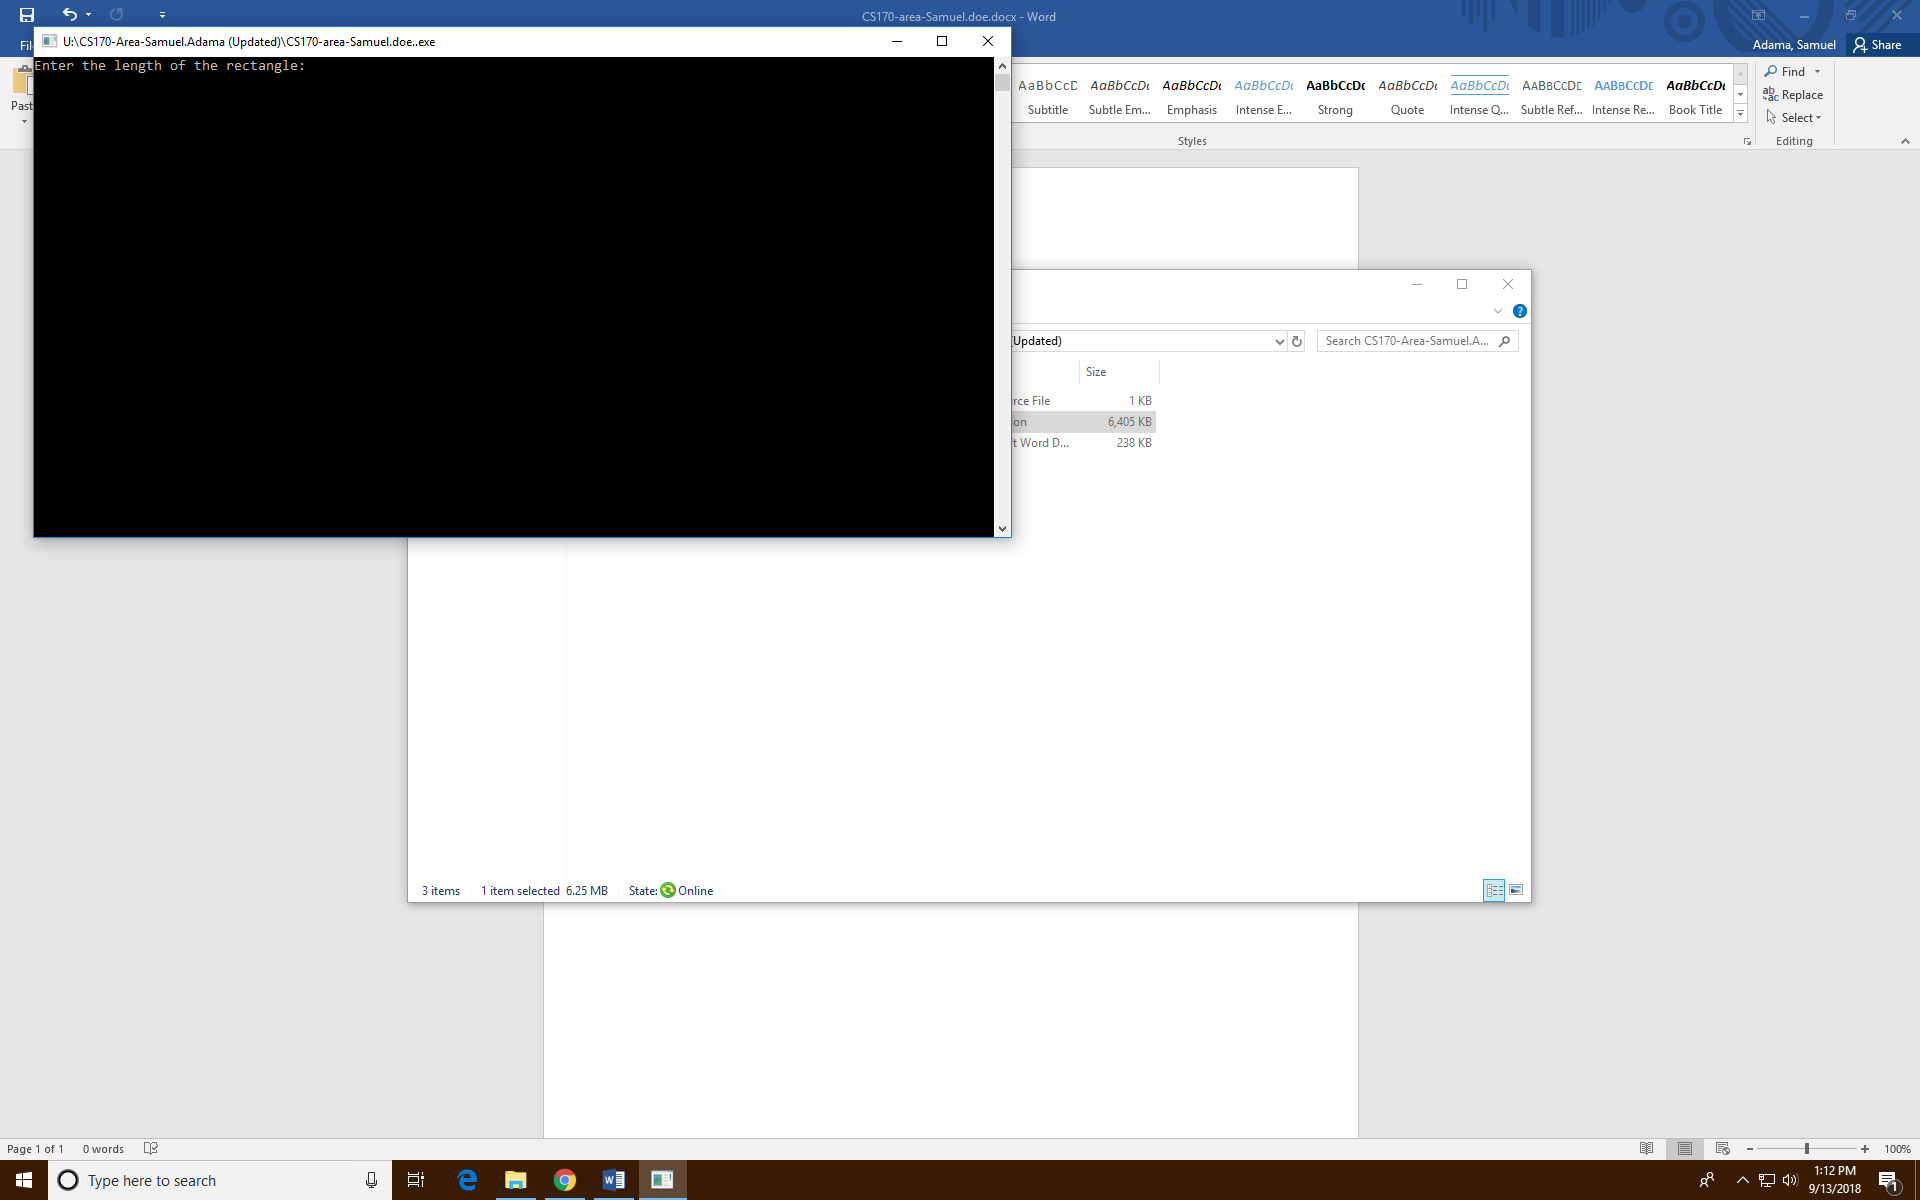 CS170-area-Samuel.doe.docx - Word
U:\CS170-Area-Samuel.Adama (Updated)\CS170-area-Samuel.doe..exe
Adama, Samuel
Share
Enter the length of the rectangle:
AaBbCcD AaBbCcDc AaBbCcDc AaBbCcDc AaBbCcDc AaBbCcDc AaBbCcDc AABBCCDE AABBCCDE AaBbCcDc
Subtitle Subtle Em... Emphasis Intense E... Strong Quote Intense Q... Subtle Ref... Intense Re... Book Title
Styles
Find
Replace
Select
Editing
(Updated)
Search CS170-Area-Samuel.A...
Size
rce File 1 KB
on 6,405 KB
ft Word D... 238 KB
3 items 1 item selected 6.25 MB State: Online
Page 1 of 1 0 words
100%
Type here to search
1:12 PM
9/13/2018
1